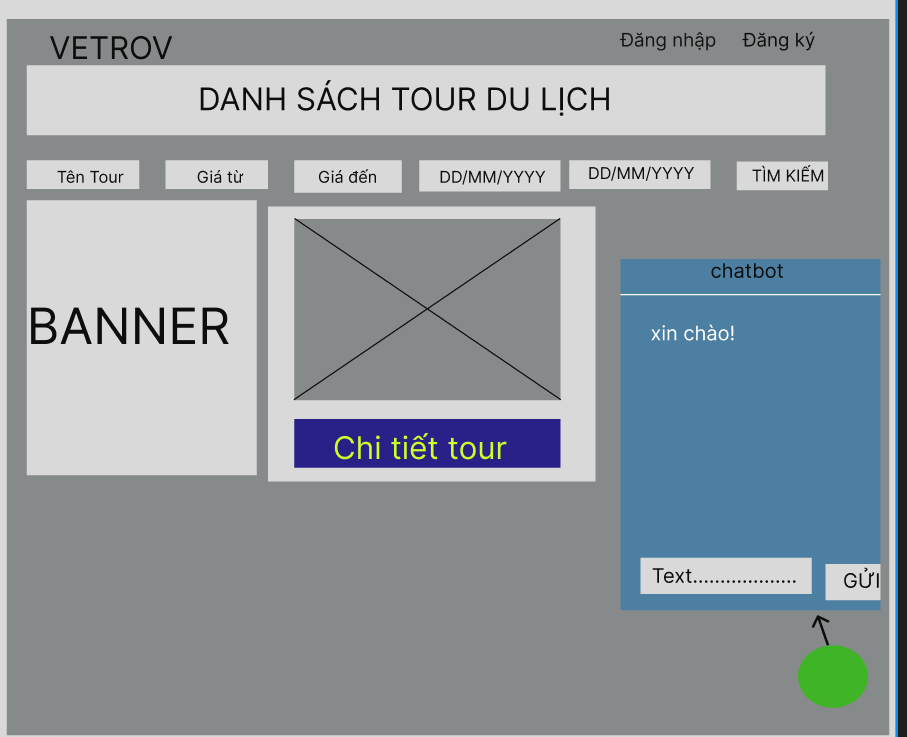 VETROV
Đăng nhập Đăng ký
DANH SÁCH TOUR DU LỊCH
Tên Tour Giá từ Giá đến DD/MM/YYYY DD/MM/YYYY TÌM KIẾM
BANNER
Chi tiết tour
chatbot
xin chào!
Text...................
GỬI